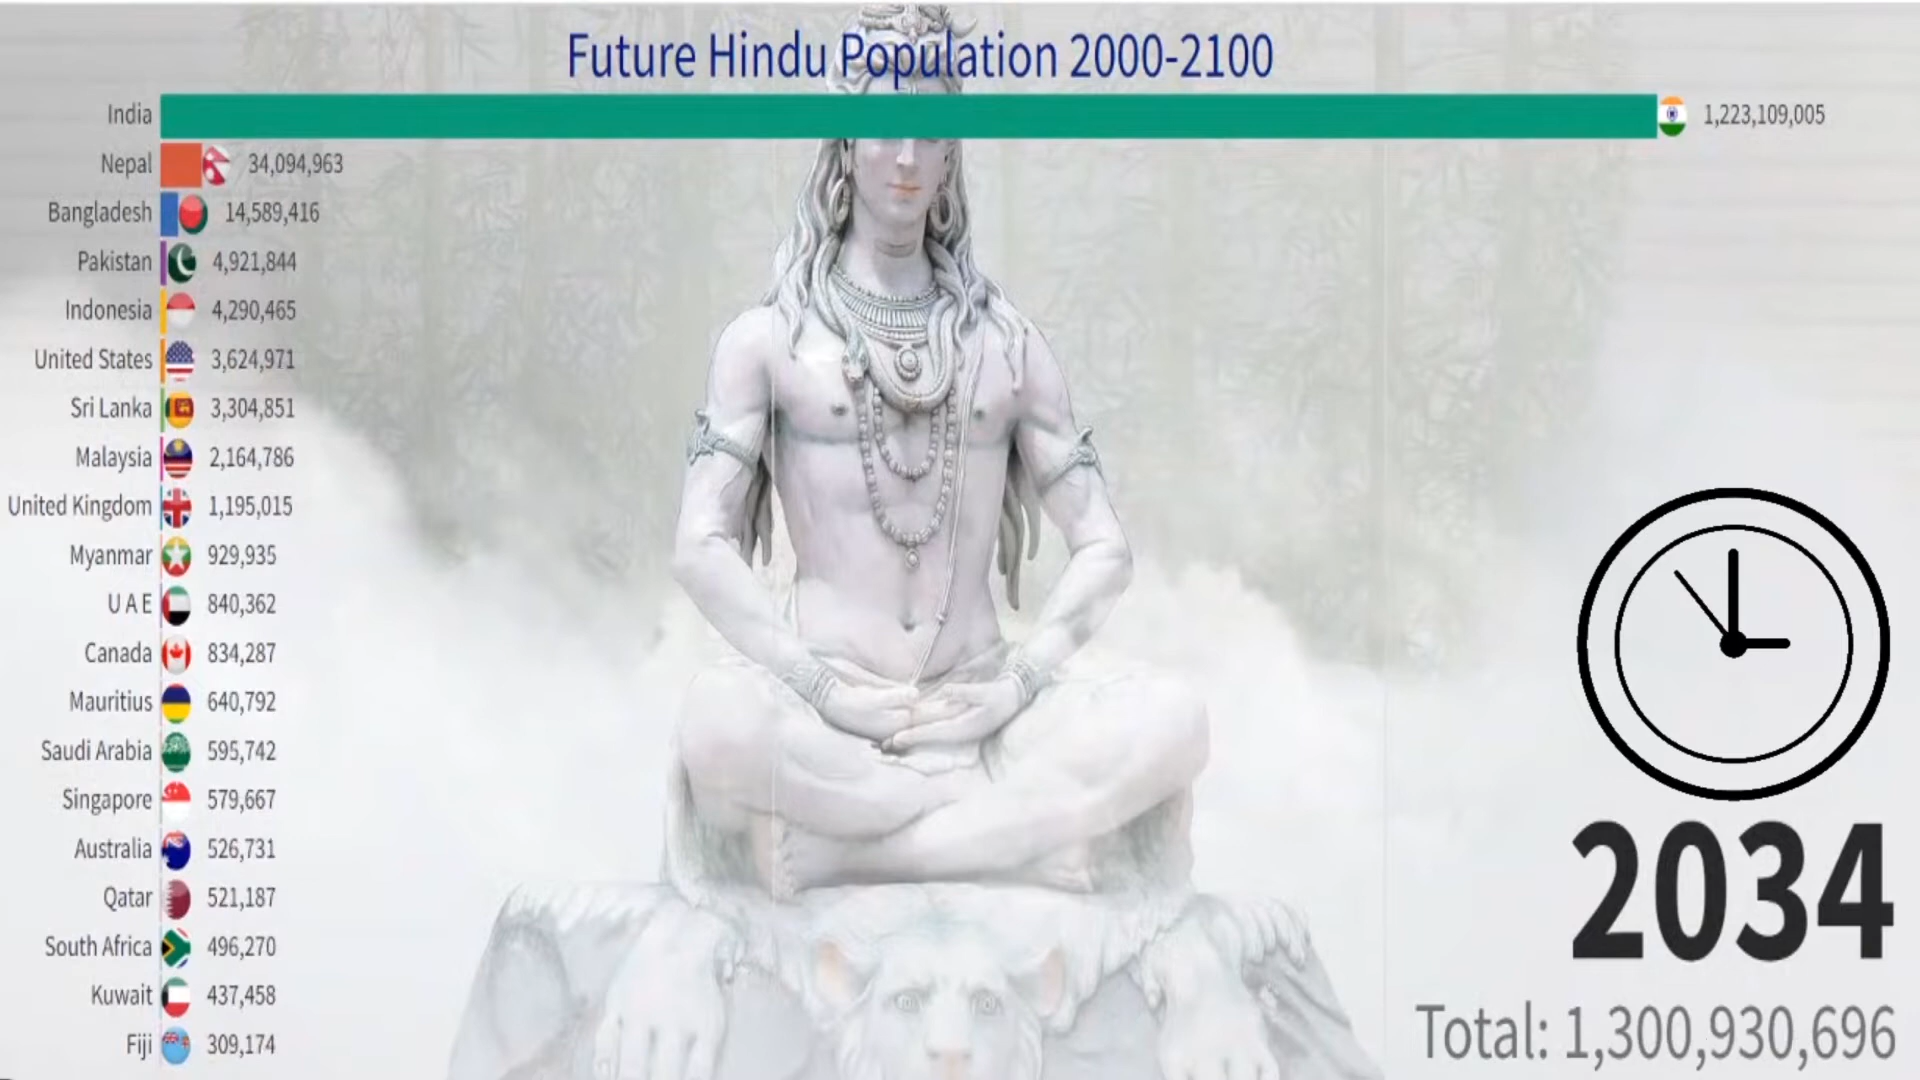 Future Hindu Population 2000-2100
India 1,223,109,005
Nepal 34,094,963
Bangladesh 14,589,416
Pakistan 4,921,844
Indonesia 4,290,465
United States 3,624,971
Sri Lanka 3,304,851
Malaysia 2,164,786
United Kingdom 1,195,015
Myanmar 929,935
U A E 840,362
Canada 834,287
Mauritius 640,792
Saudi Arabia 595,742
Singapore 579,667
Australia 526,731
Qatar 521,187
South Africa 496,270
Kuwait 437,458
Fiji 309,174
2034
Total: 1,300,930,696